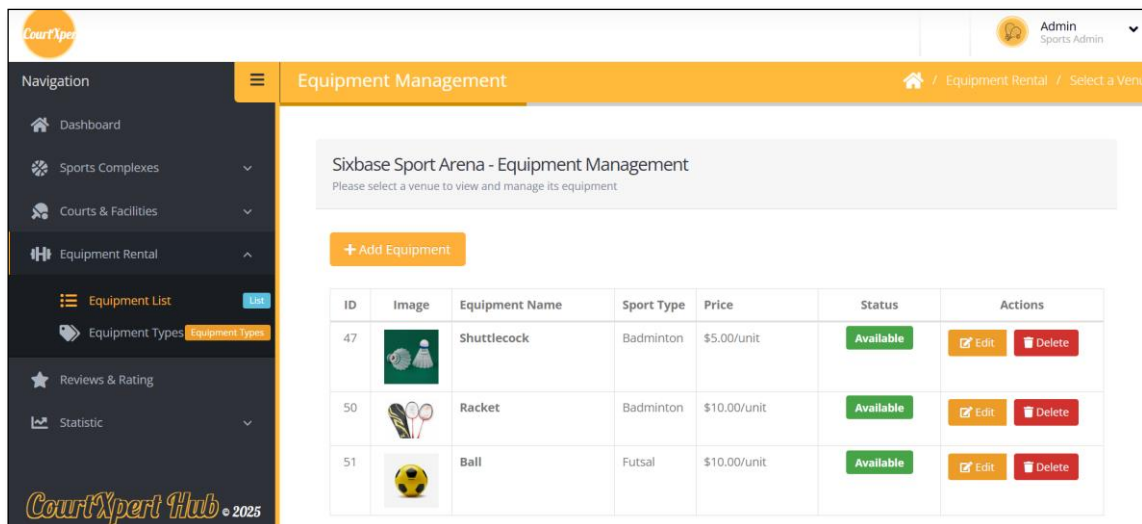 CourtXper
Admin
Sports Admin
Navigation
Equipment Management
/ Equipment Rental / Select a Venu
Dashboard
Sports Complexes
Courts & Facilities
Equipment Rental
Equipment List List
Equipment Types Equipment Types
Reviews & Rating
Statistic
CourtXpert Hub © 2025
Sixbase Sport Arena - Equipment Management
Please select a venue to view and manage its equipment
+ Add Equipment
ID Image Equipment Name Sport Type Price Status Actions
47 Shuttlecock Badminton $5.00/unit Available Edit Delete
50 Racket Badminton $10.00/unit Available Edit Delete
51 Ball Futsal $10.00/unit Available Edit Delete